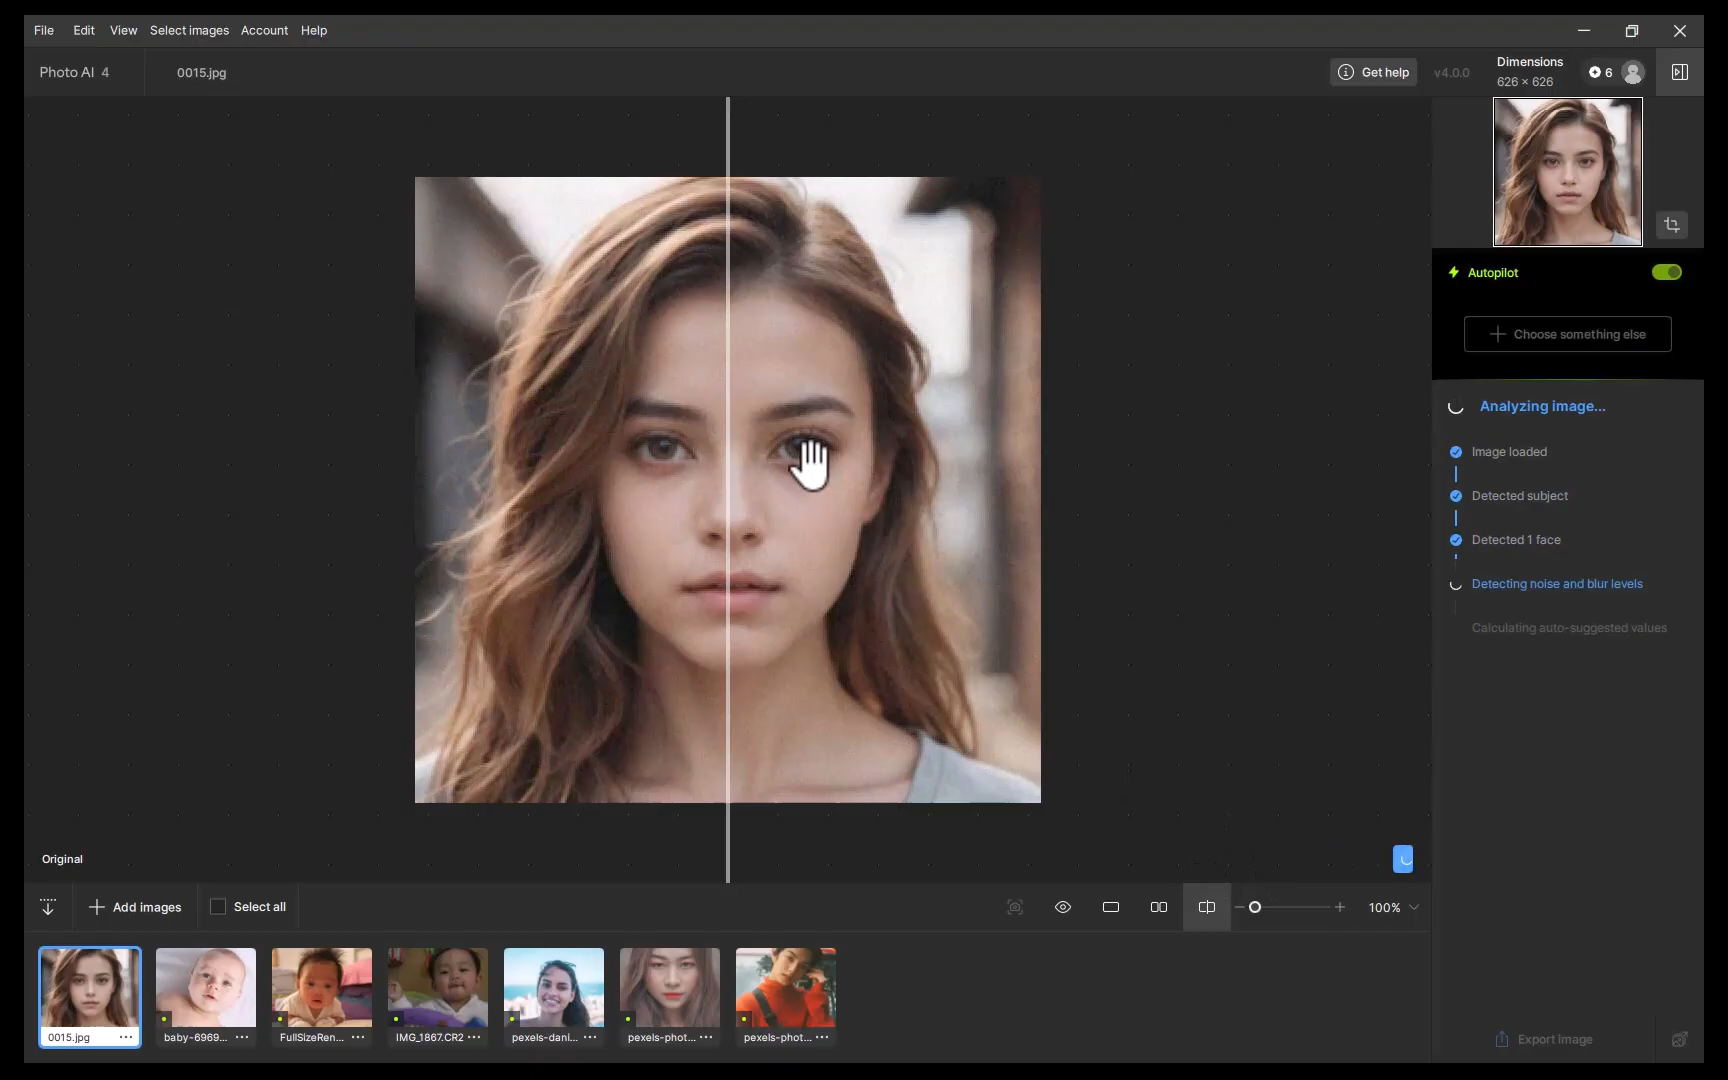 File Edit View Select images Account Help
Photo AI 4 0015.jpg Get help v4.0.0 Dimensions 6
626 × 626
Autopilot
Choose something else
Analyzing image...
Image loaded
Detected subject
Detected 1 face
Detecting noise and blur levels
Calculating auto-suggested values
Original
Add images Select all 100%
0015.jpg ... baby-6969... ... FullSizeRen... ... IMG_1867.CR2 ... pexels-dani... ... pexels-phot... ... pexels-phot... ...
Export image